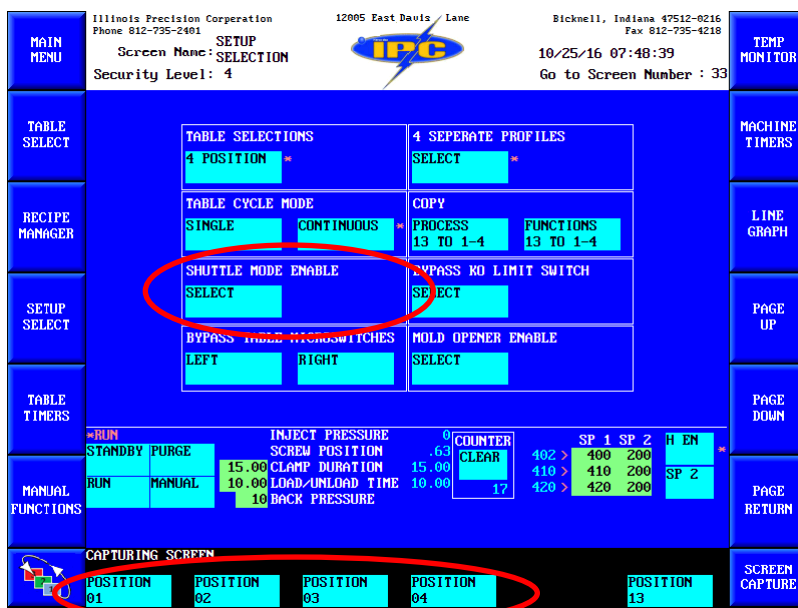 Illinois Precision Corperation
12005 East Davis Lane
Bicknell, Indiana 47512-0216
Phone 812-735-2401
Fax 812-735-4218
Screen Name: SETUP SELECTION
IPC
10/25/16 07:48:39
Security Level: 4
Go to Screen Number : 33
MAIN MENU
TABLE SELECT
RECIPE MANAGER
SETUP SELECT
TABLE TIMERS
MANUAL FUNCTIONS
TABLE SELECTIONS
4 POSITION *
4 SEPERATE PROFILES
SELECT *
TABLE CYCLE MODE
SINGLE CONTINUOUS *
COPY
PROCESS 13 TO 1-4
FUNCTIONS 13 TO 1-4
SHUTTLE MODE ENABLE
SELECT
BYPASS KO LIMIT SWITCH
SELECT
BYPASS TABLE MICROSWITCHES
LEFT RIGHT
MOLD OPENER ENABLE
SELECT
TEMP MONITOR
MACHINE TIMERS
LINE GRAPH
PAGE UP
PAGE DOWN
PAGE RETURN
SCREEN CAPTURE
*RUN
STANDBY PURGE
RUN MANUAL
INJECT PRESSURE 0
SCREW POSITION .63
15.00 CLAMP DURATION 15.00
10.00 LOAD/UNLOAD TIME 10.00
10 BACK PRESSURE
COUNTER
CLEAR
17
SP 1 SP 2
402 > 400 200
410 > 410 200
420 > 420 200
H EN *
SP 2
CAPTURING SCREEN
POSITION 01
POSITION 02
POSITION 03
POSITION 04
POSITION 13